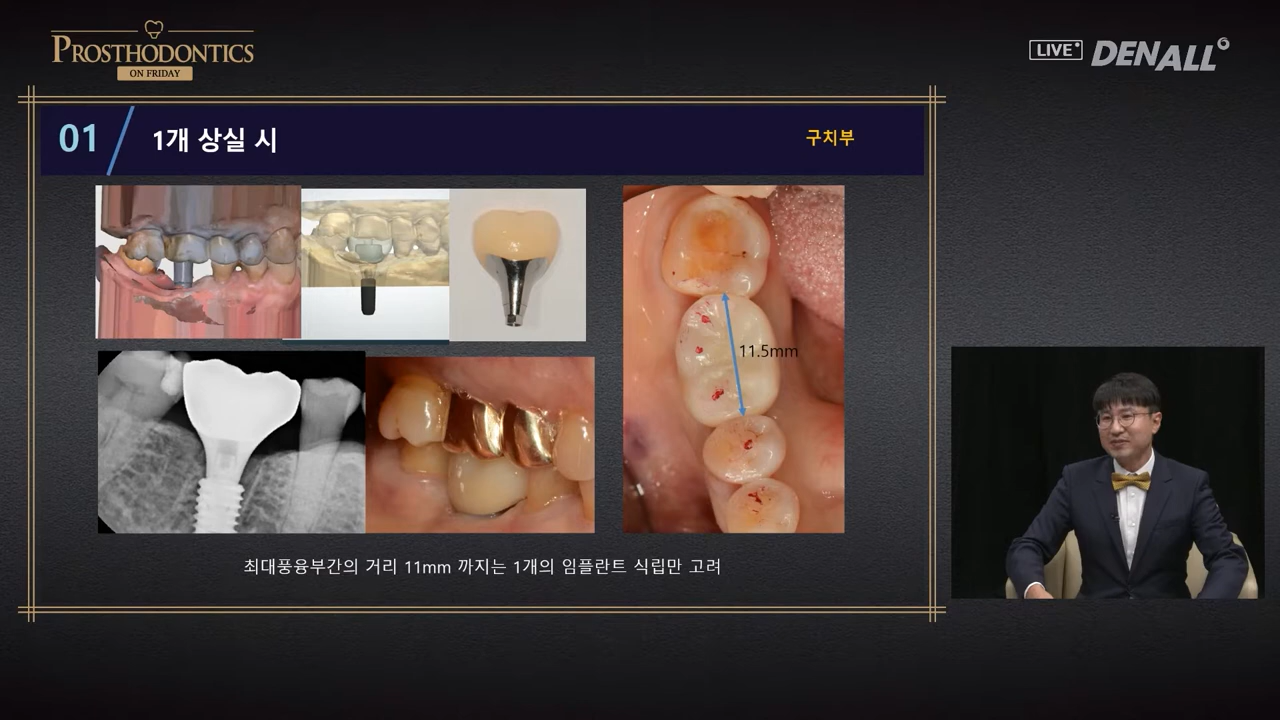 PROSTHODONTICS
ON FRIDAY
LIVE
DENALL
01
1개 상실 시
구치부
11.5mm
최대풍융부간의 거리 11mm 까지는 1개의 임플란트 식립만 고려